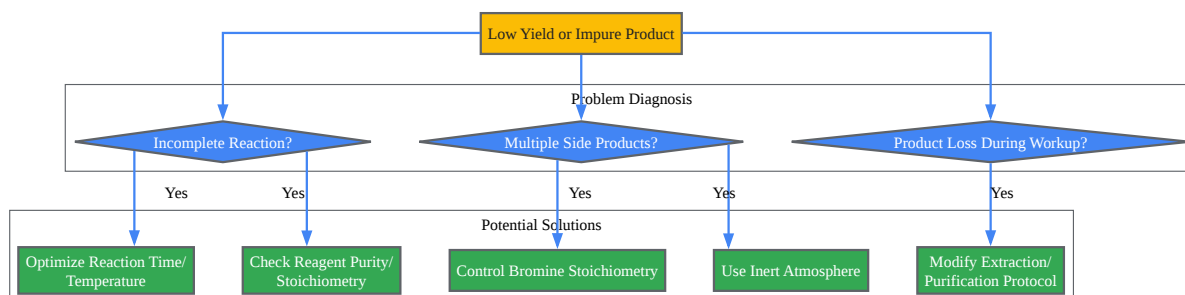 Low Yield or Impure Product
Problem Diagnosis
Incomplete Reaction?
Multiple Side Products?
Product Loss During Workup?
Yes
Yes
Yes
Yes
Yes
Potential Solutions
Optimize Reaction Time/
Temperature
Check Reagent Purity/
Stoichiometry
Control Bromine Stoichiometry
Use Inert Atmosphere
Modify Extraction/
Purification Protocol